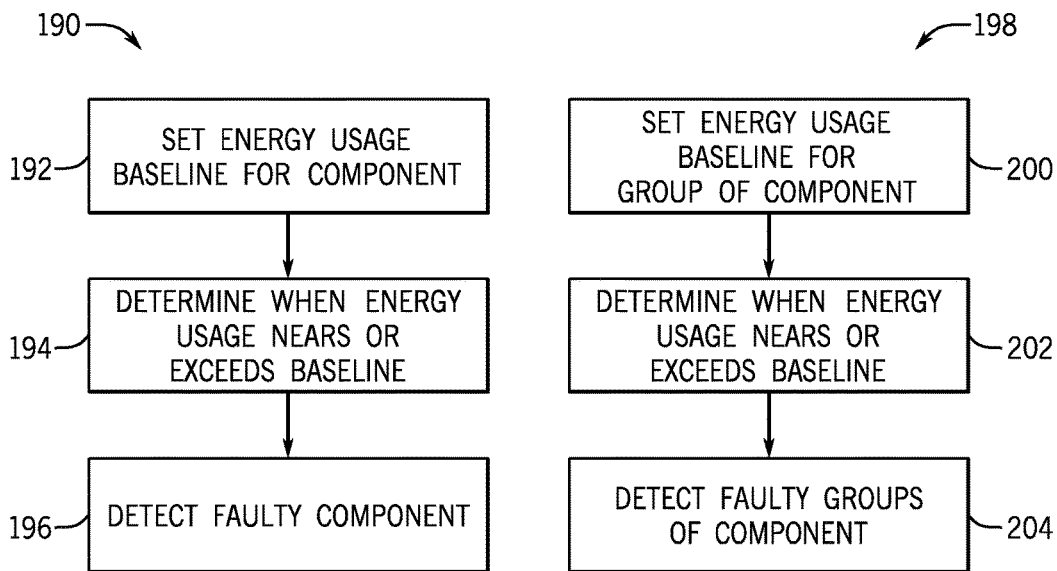 190
198
SET ENERGY USAGE
BASELINE FOR COMPONENT
192
SET ENERGY USAGE
BASELINE FOR
GROUP OF COMPONENT
200
DETERMINE WHEN ENERGY
USAGE NEARS OR
EXCEEDS BASELINE
194
DETERMINE WHEN ENERGY
USAGE NEARS OR
EXCEEDS BASELINE
202
DETECT FAULTY COMPONENT
196
DETECT FAULTY GROUPS
OF COMPONENT
204